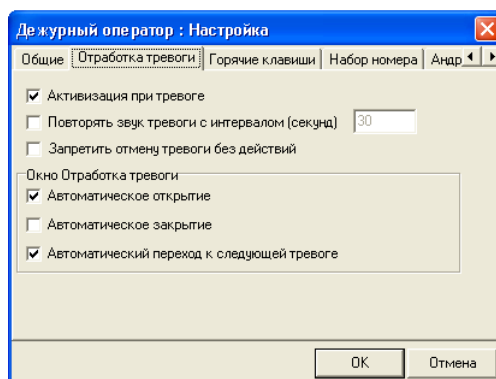 Дежурный оператор : Настройка
Общие Отработка тревоги Горячие клавиши Набор номера Андр
Активизация при тревоге
Повторять звук тревоги с интервалом (секунд) 30
Запретить отмену тревоги без действий
Окно Отработка тревоги
Автоматическое открытие
Автоматическое закрытие
Автоматический переход к следующей тревоге
OK Отмена